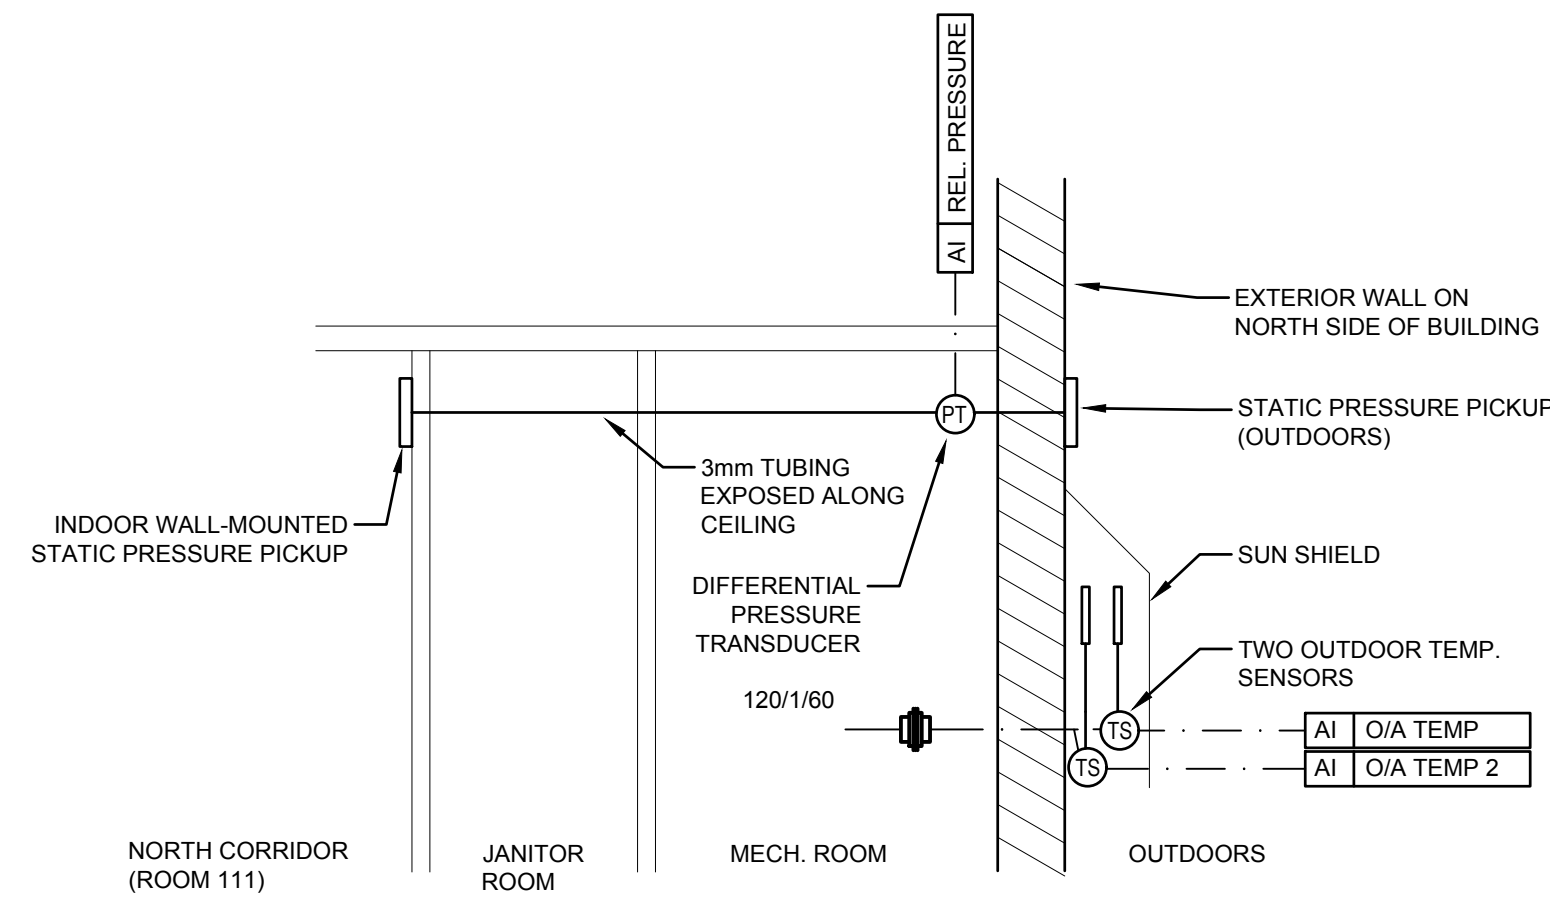 AI REL. PRESSURE
EXTERIOR WALL ON
NORTH SIDE OF BUILDING
PT
STATIC PRESSURE PICKUP
(OUTDOORS)
3mm TUBING
EXPOSED ALONG
CEILING
INDOOR WALL-MOUNTED
STATIC PRESSURE PICKUP
SUN SHIELD
DIFFERENTIAL
PRESSURE
TRANSDUCER
TWO OUTDOOR TEMP.
SENSORS
120/1/60
TS
AI O/A TEMP
TS
AI O/A TEMP 2
NORTH CORRIDOR
(ROOM 111)
JANITOR
ROOM
MECH. ROOM
OUTDOORS